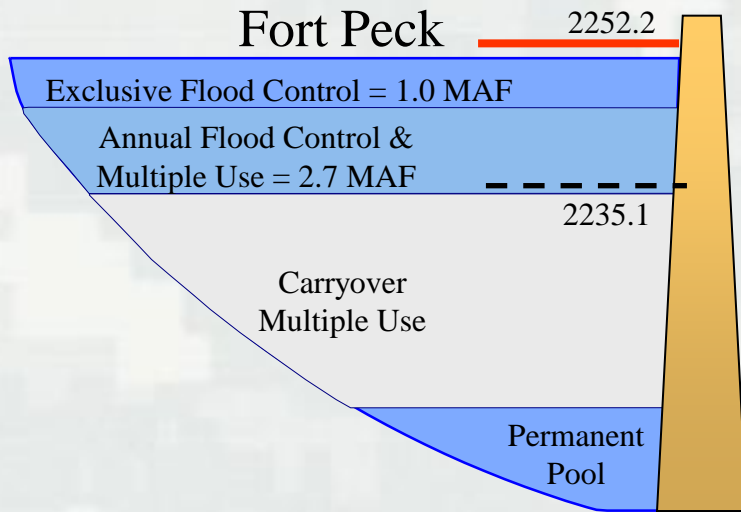 Fort Peck
2252.2
Exclusive Flood Control = 1.0 MAF
Annual Flood Control &
Multiple Use = 2.7 MAF
2235.1
Carryover
Multiple Use
Permanent
Pool